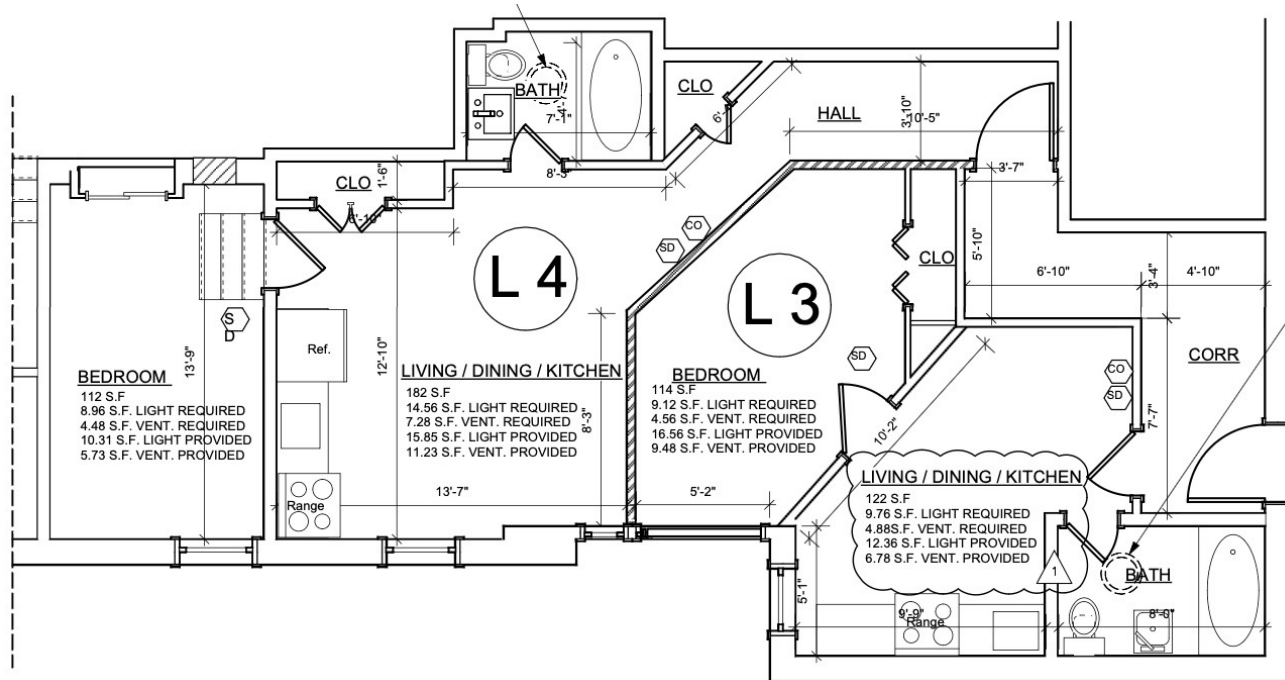 BATH
7'-1"
CLO
HALL
3'-10"
10'-5"
CLO
1'-6"
8'-3"
3'-7"
CO
SD
L 4
L 3
CLO
5'-10"
6'-10"
3'-4"
4'-10"
S
D
13'-9"
Ref.
12'-10"
8'-3"
SD
CO
SD
CORR
BEDROOM
112 S.F
8.96 S.F. LIGHT REQUIRED
4.48 S.F. VENT. REQUIRED
10.31 S.F. LIGHT PROVIDED
5.73 S.F. VENT. PROVIDED
LIVING / DINING / KITCHEN
182 S.F
14.56 S.F. LIGHT REQUIRED
7.28 S.F. VENT. REQUIRED
15.85 S.F. LIGHT PROVIDED
11.23 S.F. VENT. PROVIDED
BEDROOM
114 S.F
9.12 S.F. LIGHT REQUIRED
4.56 S.F. VENT. REQUIRED
16.56 S.F. LIGHT PROVIDED
9.48 S.F. VENT. PROVIDED
10'-2"
7'-7"
LIVING / DINING / KITCHEN
122 S.F
9.76 S.F. LIGHT REQUIRED
4.88S.F. VENT. REQUIRED
12.36 S.F. LIGHT PROVIDED
6.78 S.F. VENT. PROVIDED
Range
13'-7"
5'-2"
1
BATH
5'-1"
9'-9"
Range
8'-0"